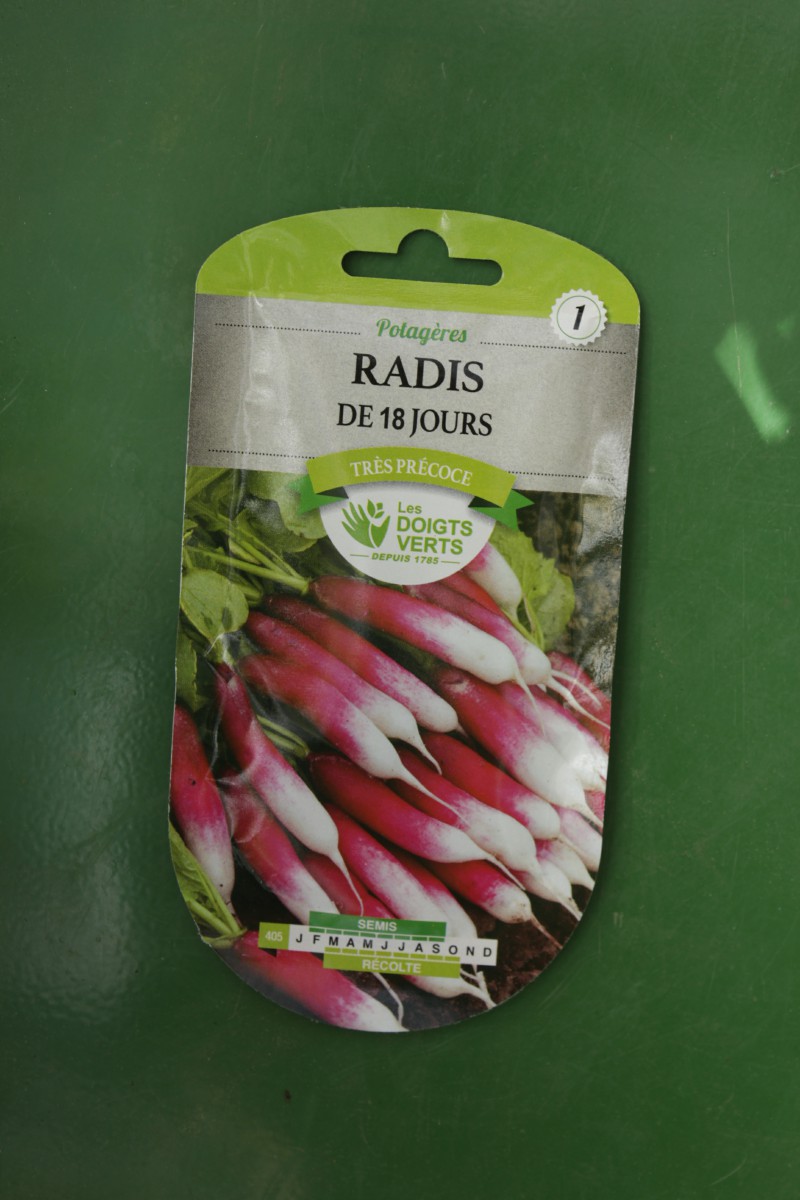 1
Potagères
RADIS
DE 18 JOURS
TRÈS PRÉCOCE
Les
DOIGTS
VERTS
DEPUIS 1785
SEMIS
405 J F M A M J J A S O N D
RÉCOLTE